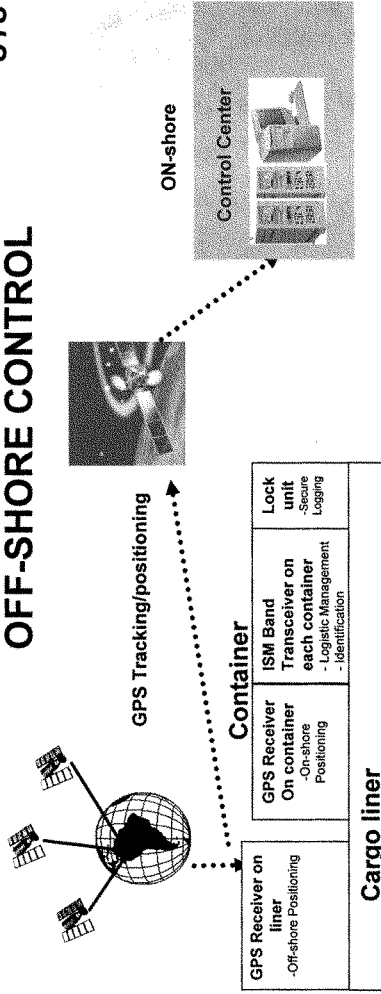 OFF-SHORE CONTROL
GPS Tracking/positioning
ON-shore
Control Center
Container
GPS Receiver on
liner
-Off-shore Positioning
GPS Receiver
On container
-On-shore
Positioning
ISM Band
Transceiver on
each container
- Logistic Management
- Identification
Lock
unit
-Secure
Logging
Cargo liner